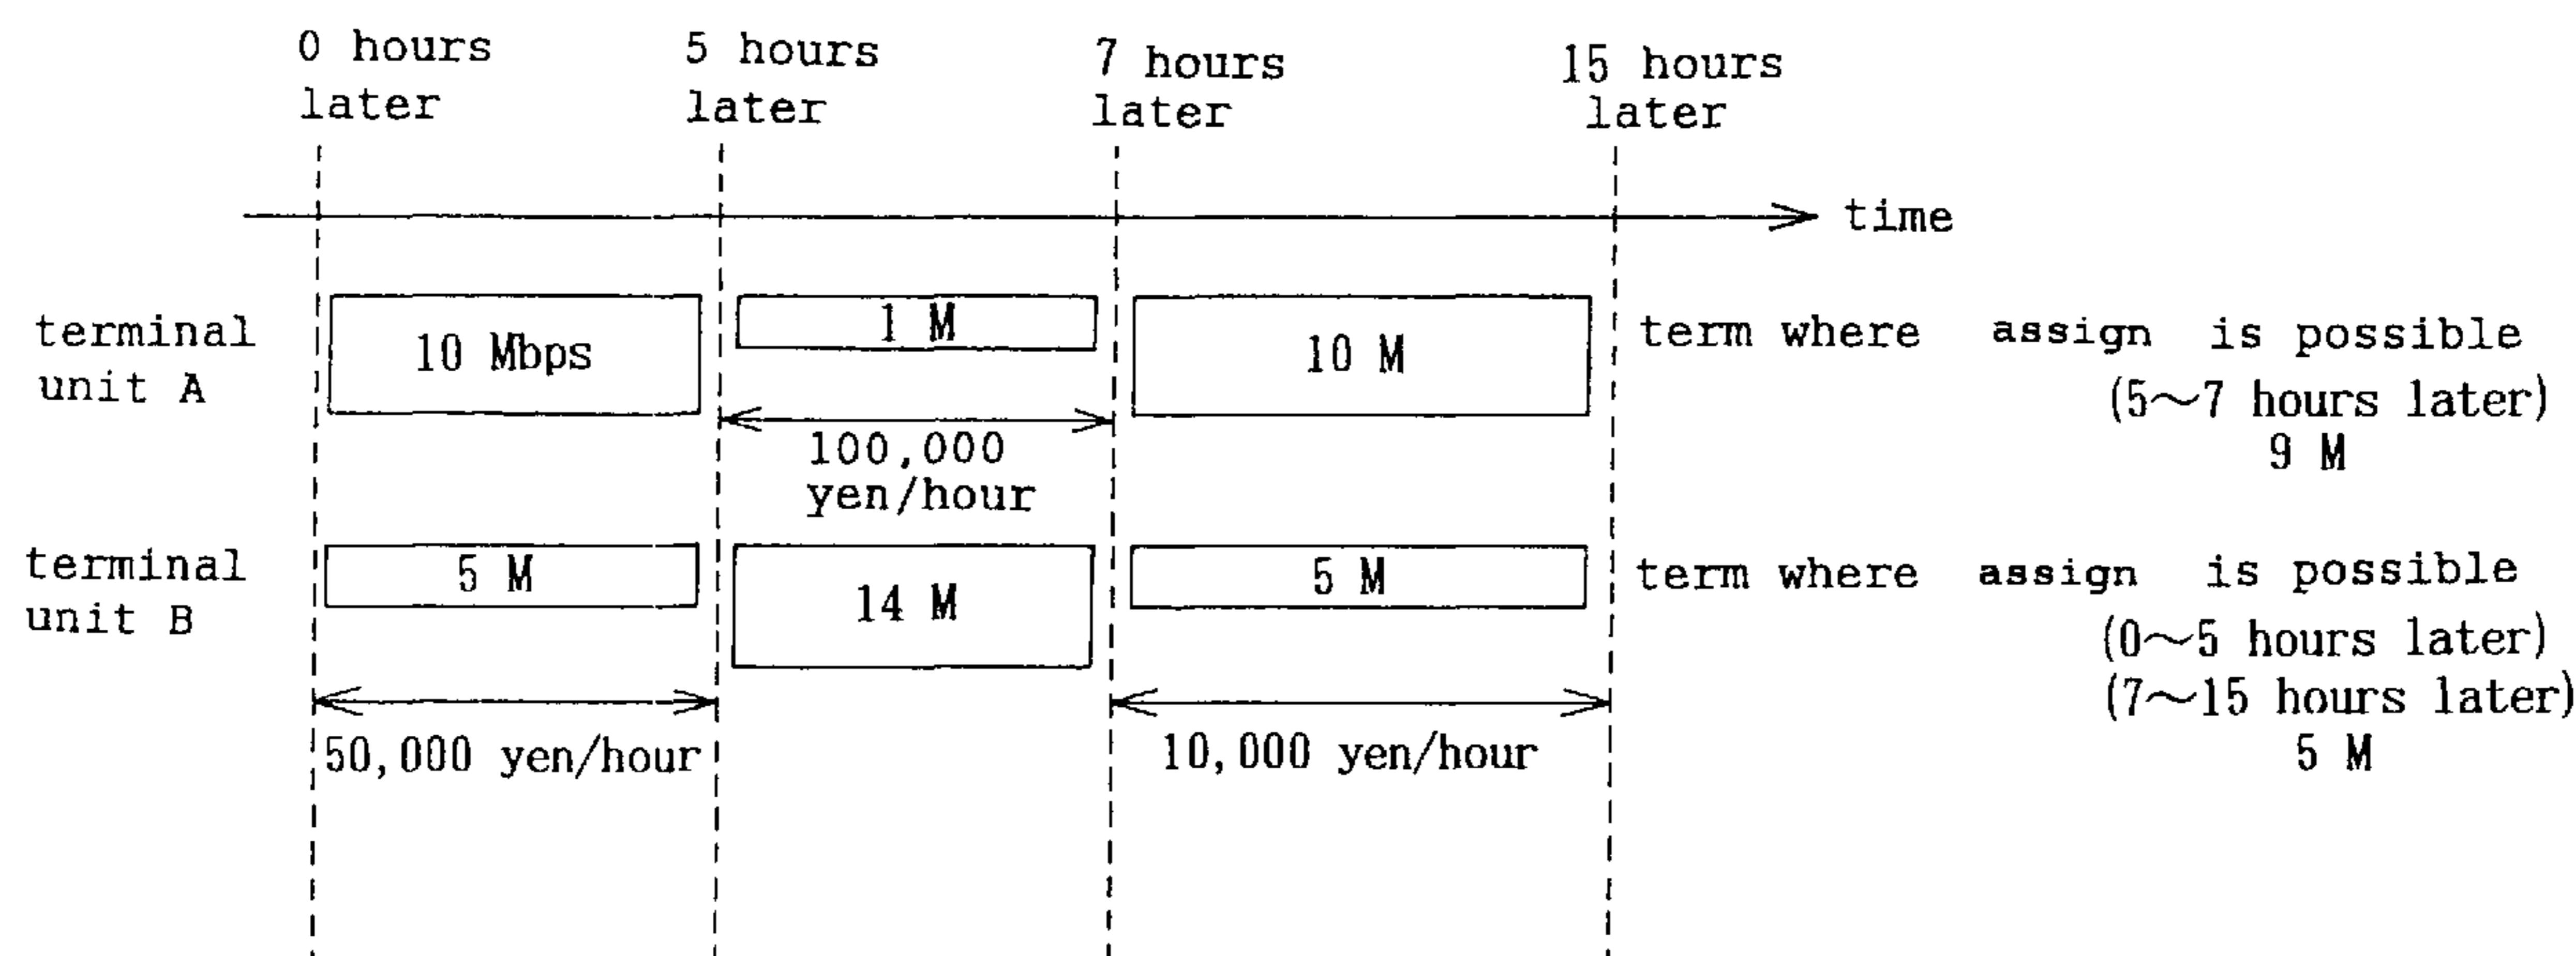 0 hours
later
5 hours
later
7 hours
later
15 hours
later
time
terminal
unit A
10 Mbps
1 M
10 M
term where assign is possible
(5～7 hours later)
9 M
100,000
yen/hour
terminal
unit B
5 M
14 M
5 M
term where assign is possible
(0～5 hours later)
(7～15 hours later)
5 M
50,000 yen/hour
10,000 yen/hour